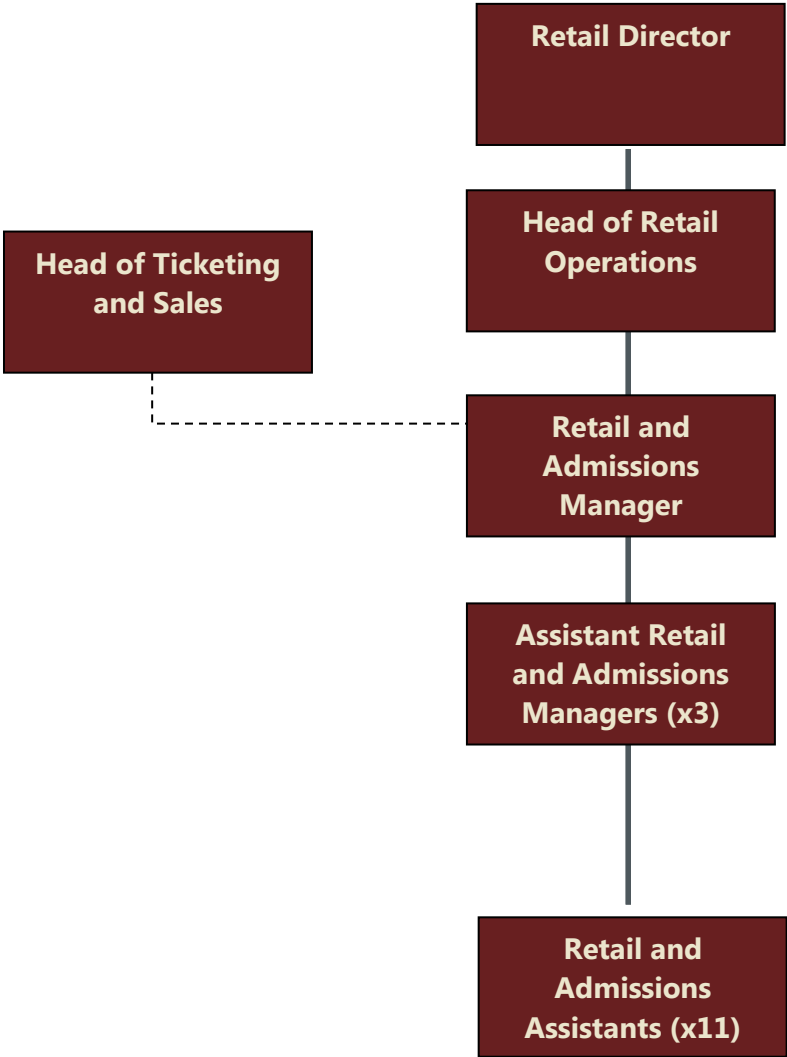 Retail Director
Head of Retail
Operations
Head of Ticketing
and Sales
Retail and
Admissions
Manager
Assistant Retail
and Admissions
Managers (x3)
Retail and
Admissions
Assistants (x11)